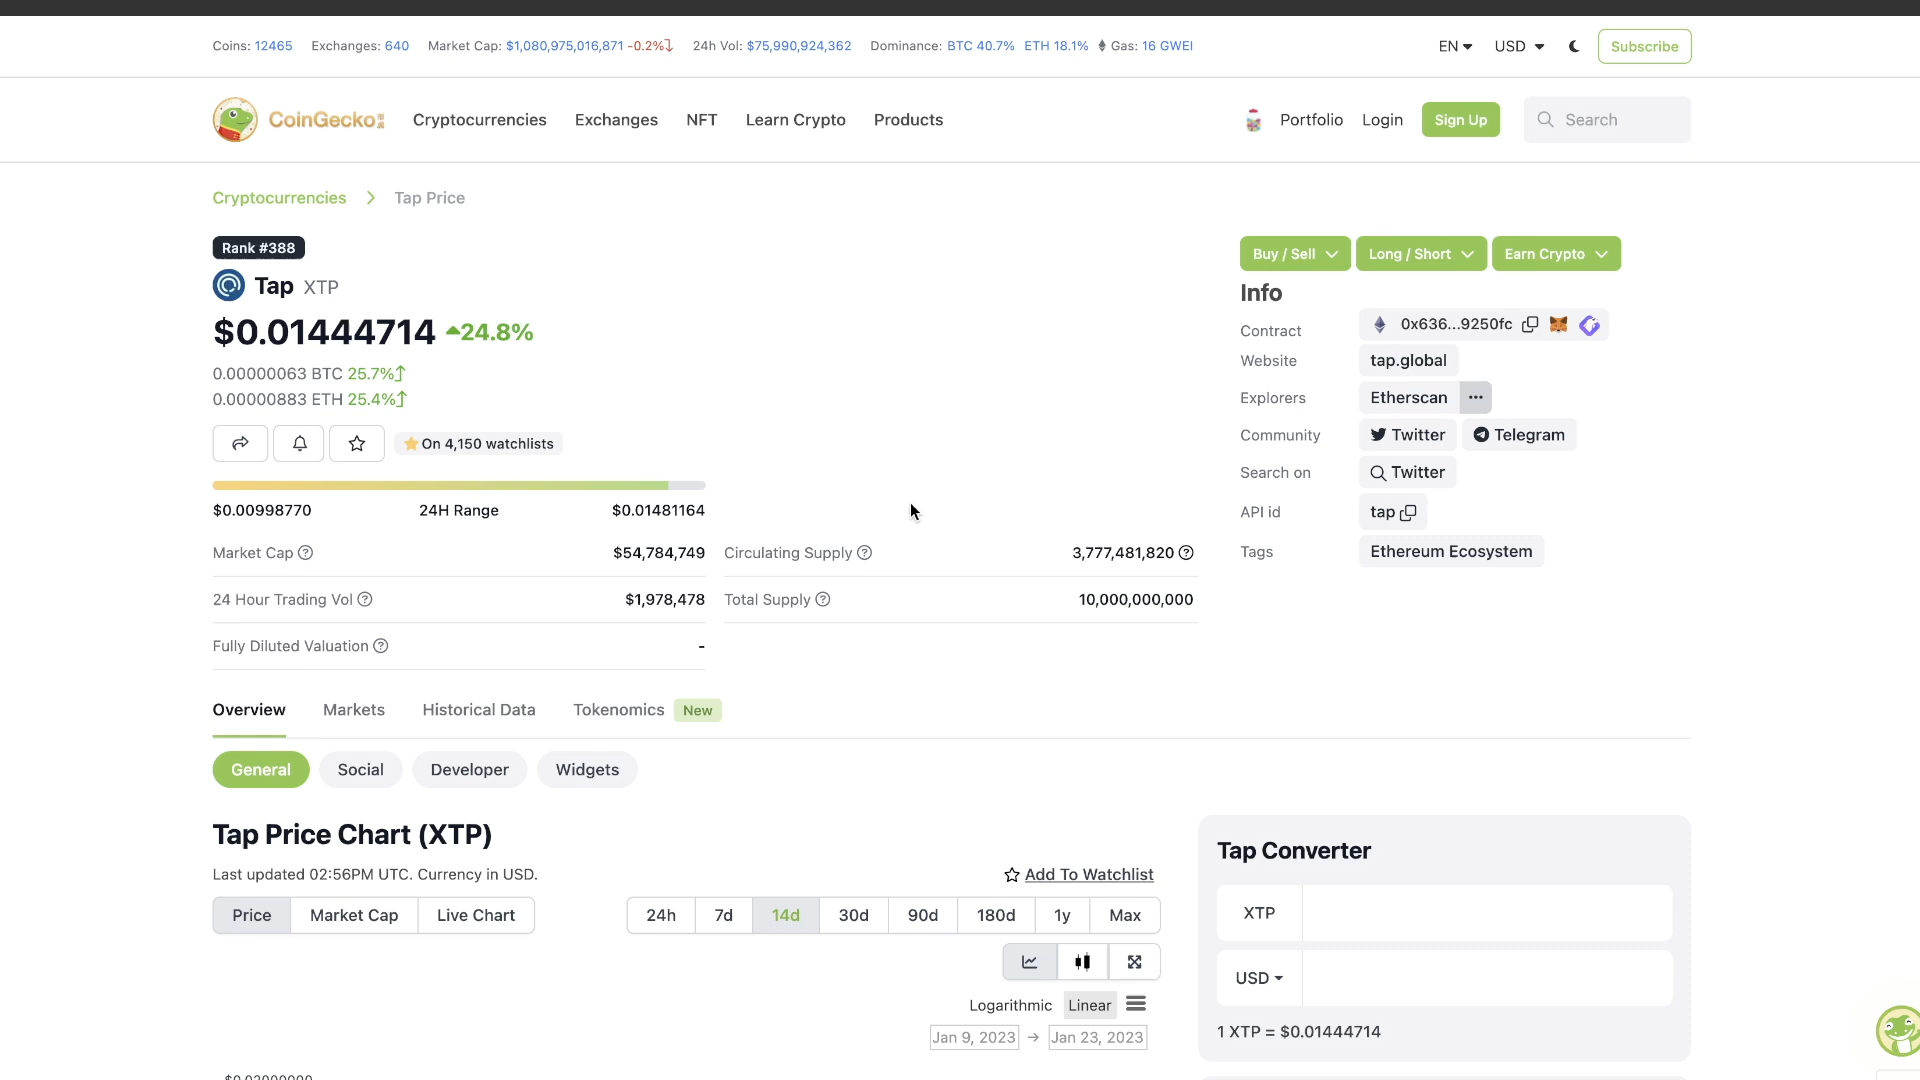 Coins: 12465 Exchanges: 640 Market Cap: $1,080,975,016,871 -0.2% 24h Vol: $75,990,924,362 Dominance: BTC 40.7% ETH 18.1% Gas: 16 GWEI
EN USD Subscribe
CoinGecko Cryptocurrencies Exchanges NFT Learn Crypto Products
Portfolio Login Sign Up Search
Cryptocurrencies > Tap Price
Rank #388
Tap XTP
$0.01444714 24.8%
0.00000063 BTC 25.7%
0.00000883 ETH 25.4%
On 4,150 watchlists
$0.00998770 24H Range $0.01481164
Market Cap $54,784,749
24 Hour Trading Vol $1,978,478
Fully Diluted Valuation -
Circulating Supply 3,777,481,820
Total Supply 10,000,000,000
Buy / Sell Long / Short Earn Crypto
Info
Contract 0x636...9250fc
Website tap.global
Explorers Etherscan ...
Community Twitter Telegram
Search on Twitter
API id tap
Tags Ethereum Ecosystem
Overview Markets Historical Data Tokenomics New
General Social Developer Widgets
Tap Price Chart (XTP)
Last updated 02:56PM UTC. Currency in USD.
Add To Watchlist
Price Market Cap Live Chart
24h 7d 14d 30d 90d 180d 1y Max
Logarithmic Linear
Jan 9, 2023 → Jan 23, 2023
Tap Converter
XTP
USD
1 XTP = $0.01444714